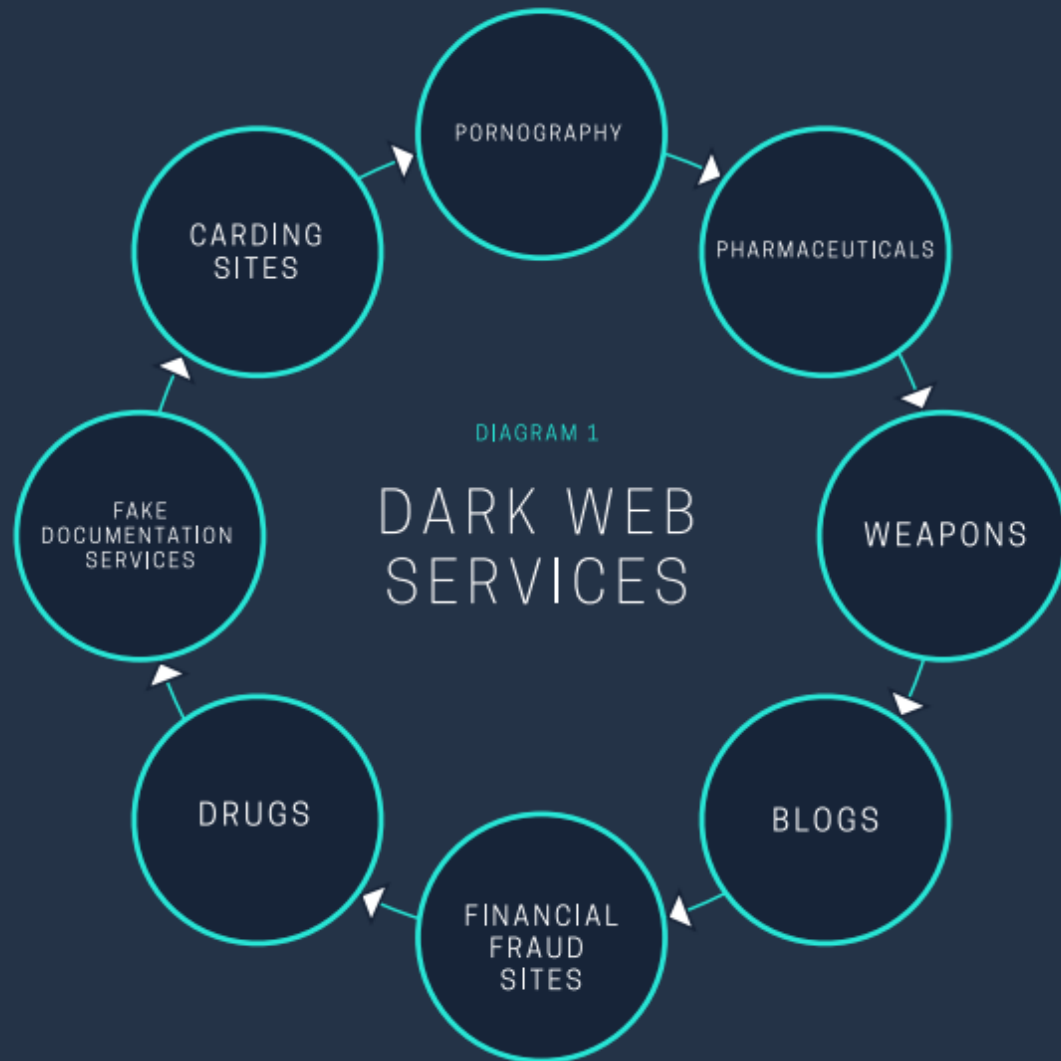 DIAGRAM 1
DARK WEB
SERVICES
PORNOGRAPHY
PHARMACEUTICALS
WEAPONS
BLOGS
FINANCIAL
FRAUD
SITES
DRUGS
FAKE
DOCUMENTATION
SERVICES
CARDING
SITES